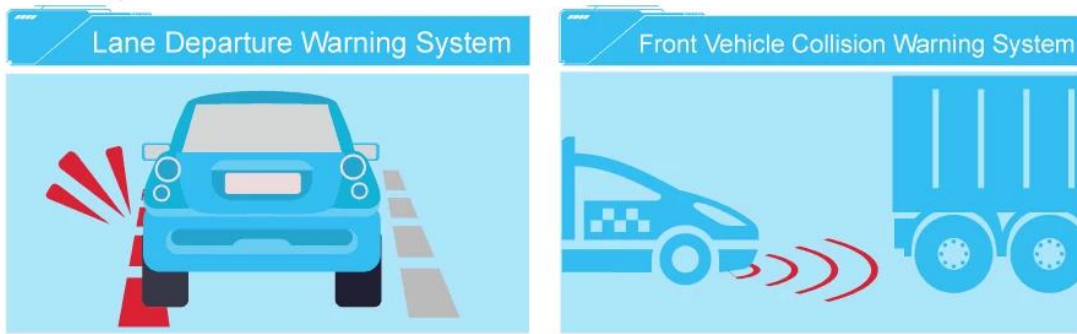 Lane Departure Warning System
Front Vehicle Collision Warning System